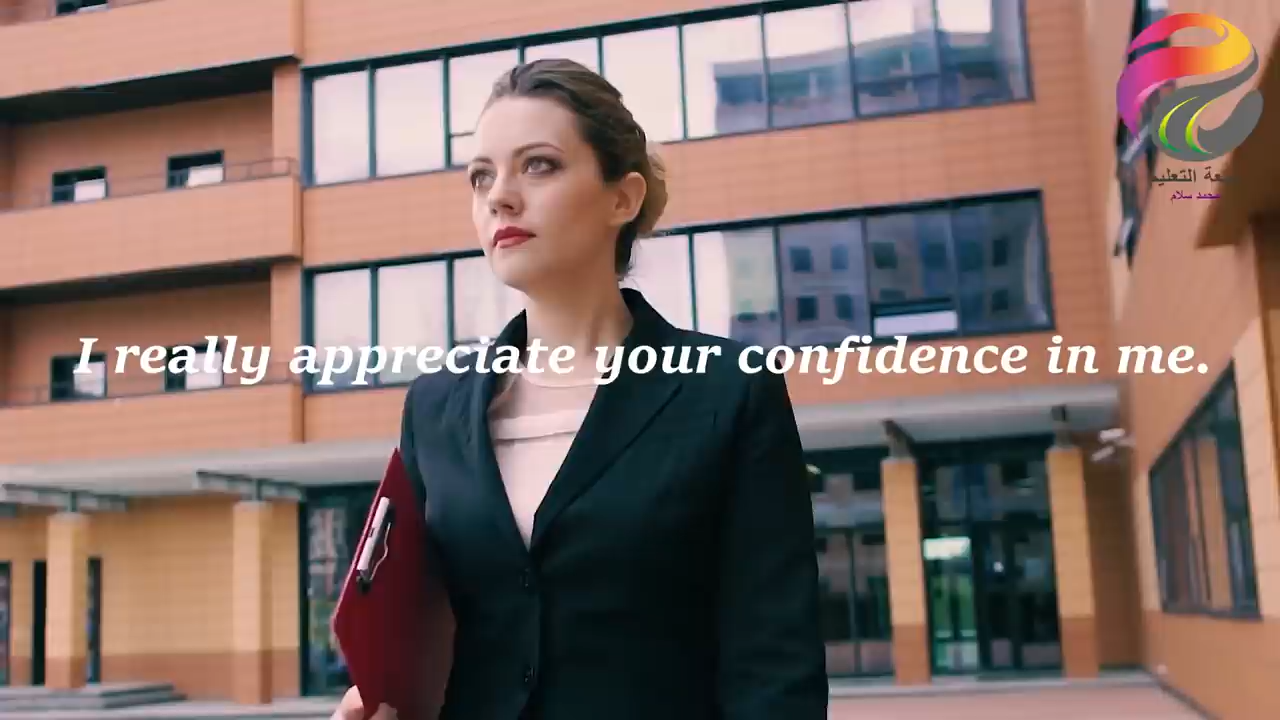 I really appreciate your confidence in me.
التعليم
محمد سلام